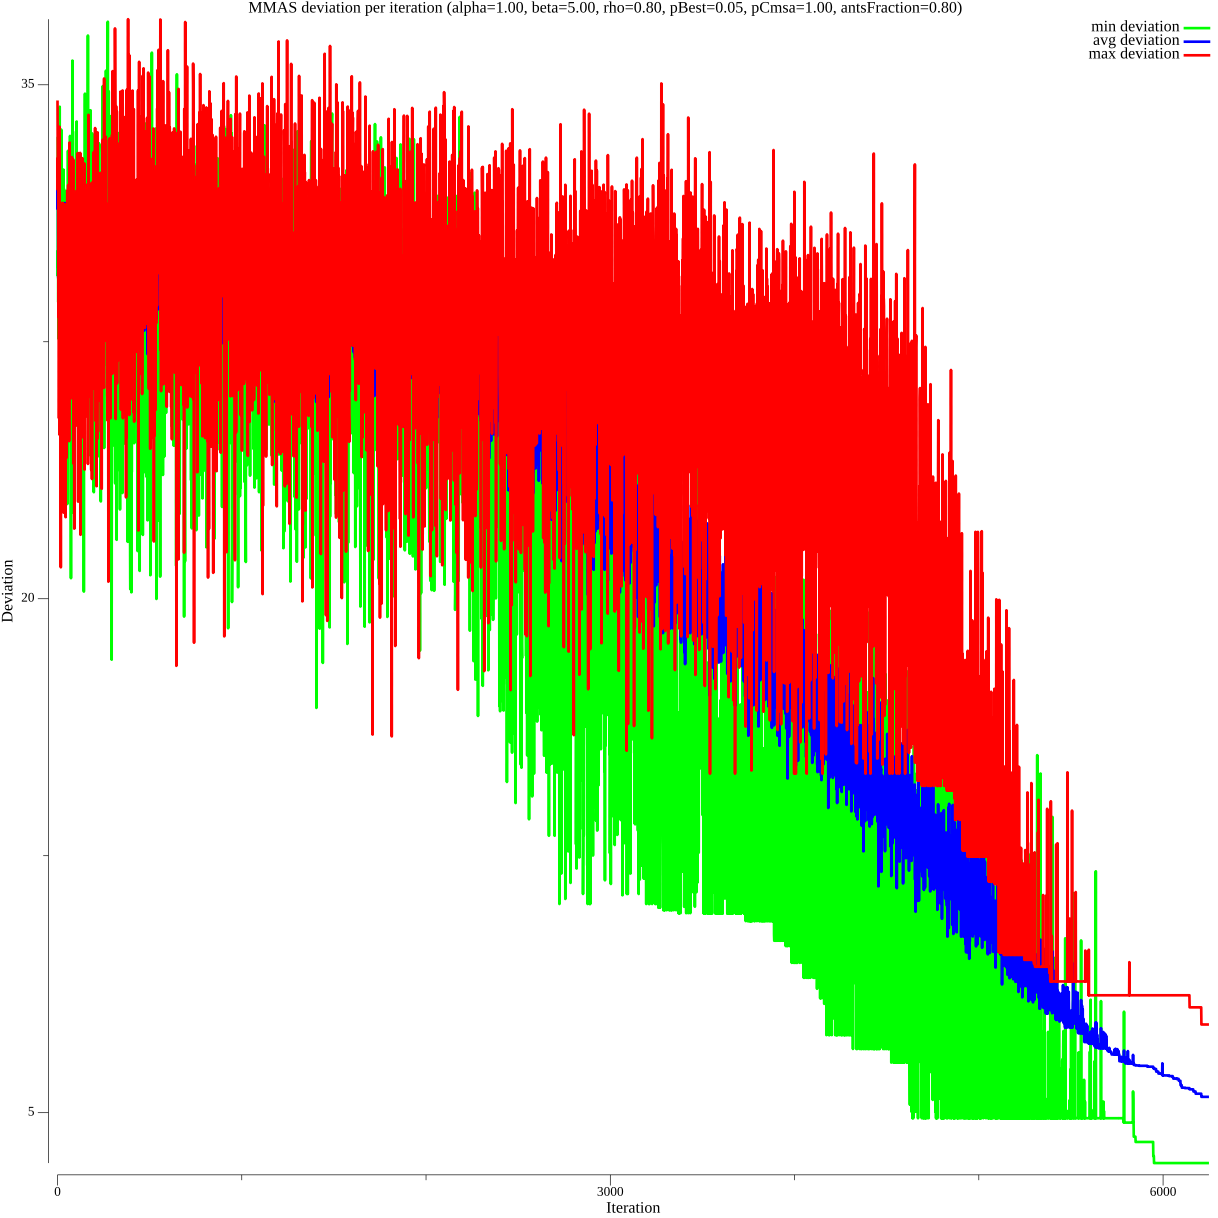 MMAS deviation per iteration (alpha=1.00, beta=5.00, rho=0.80, pBest=0.05, pCmsa=1.00, antsFraction=0.80)
min deviation
avg deviation
max deviation
35
20
5
Deviation
0
3000
6000
Iteration